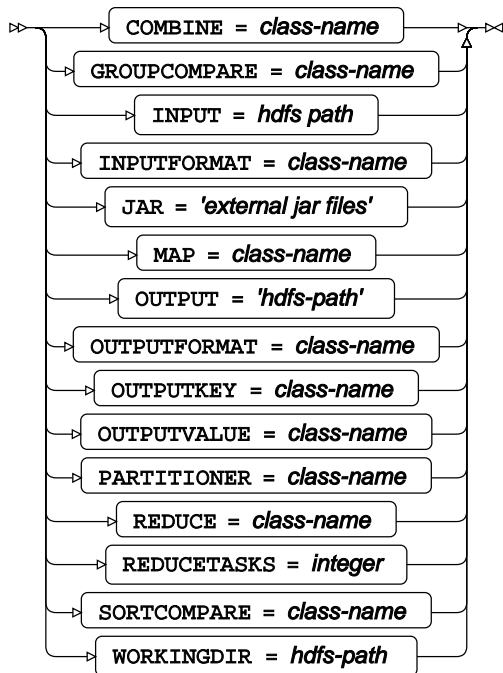 COMBINE = class-name
GROUPCOMPARE = class-name
INPUT = hdfs path
INPUTFORMAT = class-name
JAR = 'external jar files'
MAP = class-name
OUTPUT = 'hdfs-path'
OUTPUTFORMAT = class-name
OUTPUTKEY = class-name
OUTPUTVALUE = class-name
PARTITIONER = class-name
REDUCE = class-name
REDUCETASKS = integer
SORTCOMPARE = class-name
WORKINGDIR = hdfs-path